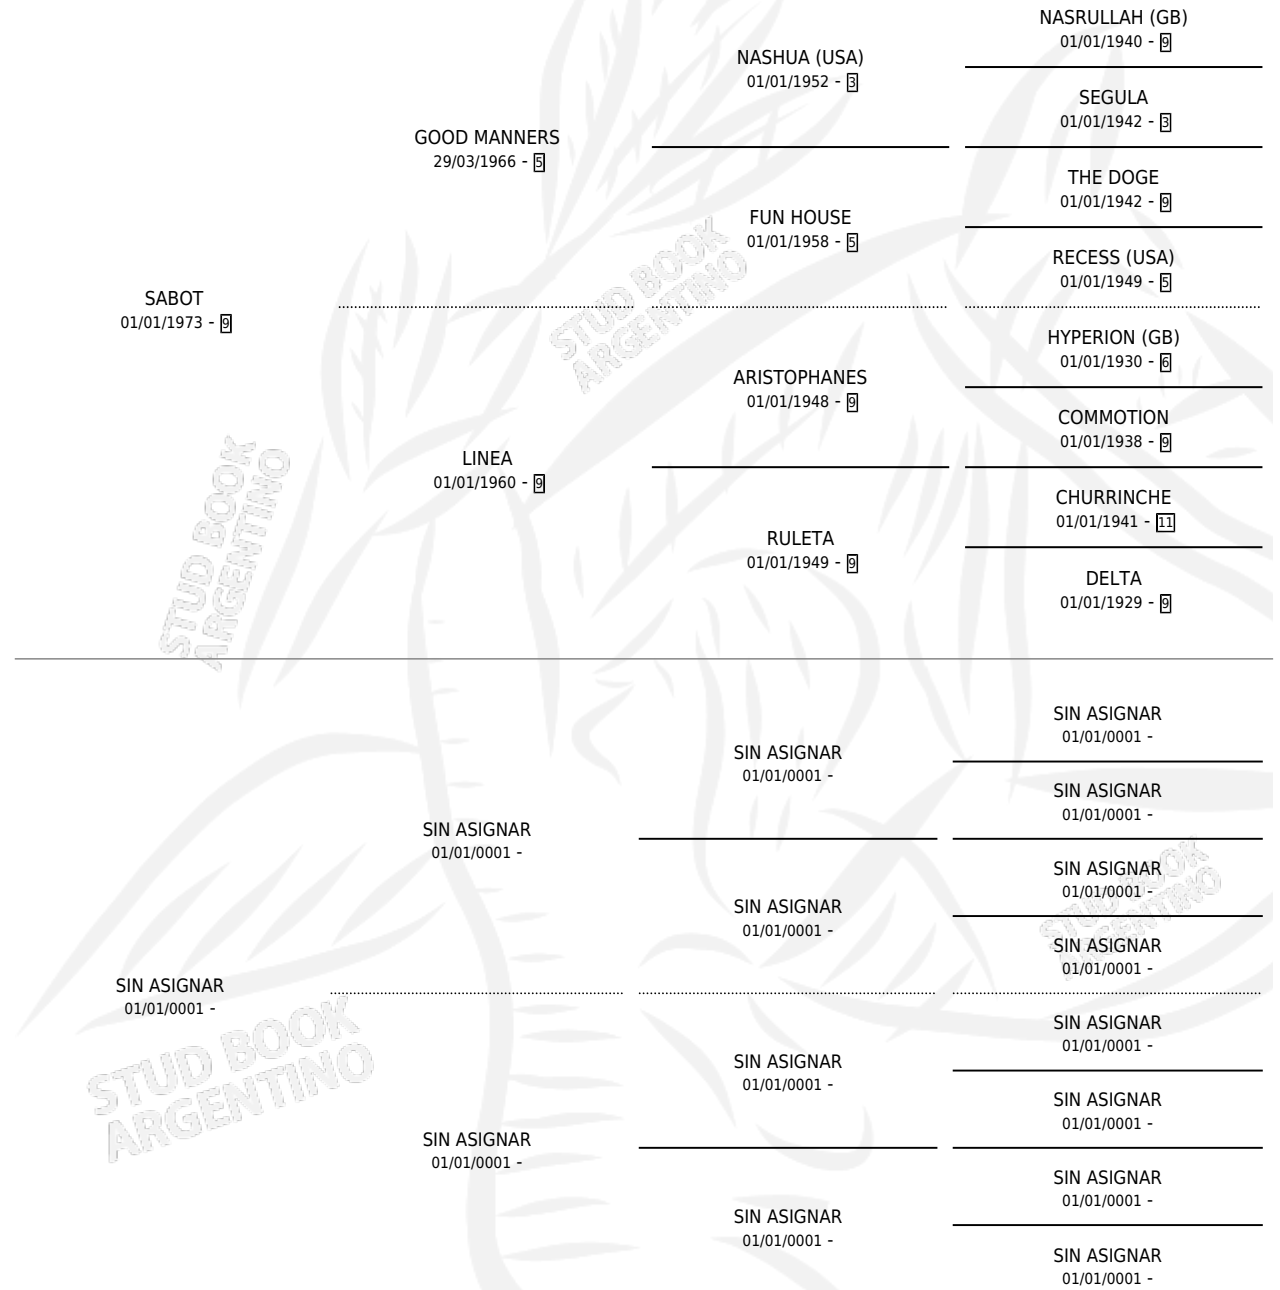 NASRULLAH (GB)
01/01/1940 - 9
NASHUA (USA)
01/01/1952 - 3
SEGULA
01/01/1942 - 3
GOOD MANNERS
29/03/1966 - 5
THE DOGE
01/01/1942 - 9
FUN HOUSE
01/01/1958 - 5
RECESS (USA)
01/01/1949 - 5
SABOT
01/01/1973 - 9
HYPERION (GB)
01/01/1930 - 6
ARISTOPHANES
01/01/1948 - 9
COMMOTION
01/01/1938 - 9
LINEA
01/01/1960 - 9
CHURRINCHE
01/01/1941 - 11
RULETA
01/01/1949 - 9
DELTA
01/01/1929 - 9
STUD BOOK
ARGENTINO
STUD BOOK
ARGENTINO
SIN ASIGNAR
01/01/0001 -
SIN ASIGNAR
01/01/0001 -
SIN ASIGNAR
01/01/0001 -
SIN ASIGNAR
01/01/0001 -
SIN ASIGNAR
01/01/0001 -
SIN ASIGNAR
01/01/0001 -
SIN ASIGNAR
01/01/0001 -
SIN ASIGNAR
01/01/0001 -
SIN ASIGNAR
01/01/0001 -
SIN ASIGNAR
01/01/0001 -
SIN ASIGNAR
01/01/0001 -
SIN ASIGNAR
01/01/0001 -
SIN ASIGNAR
01/01/0001 -
SIN ASIGNAR
01/01/0001 -
SIN ASIGNAR
01/01/0001 -
STUD BOOK
ARGENTINO
STUD BOOK
ARGENTINO